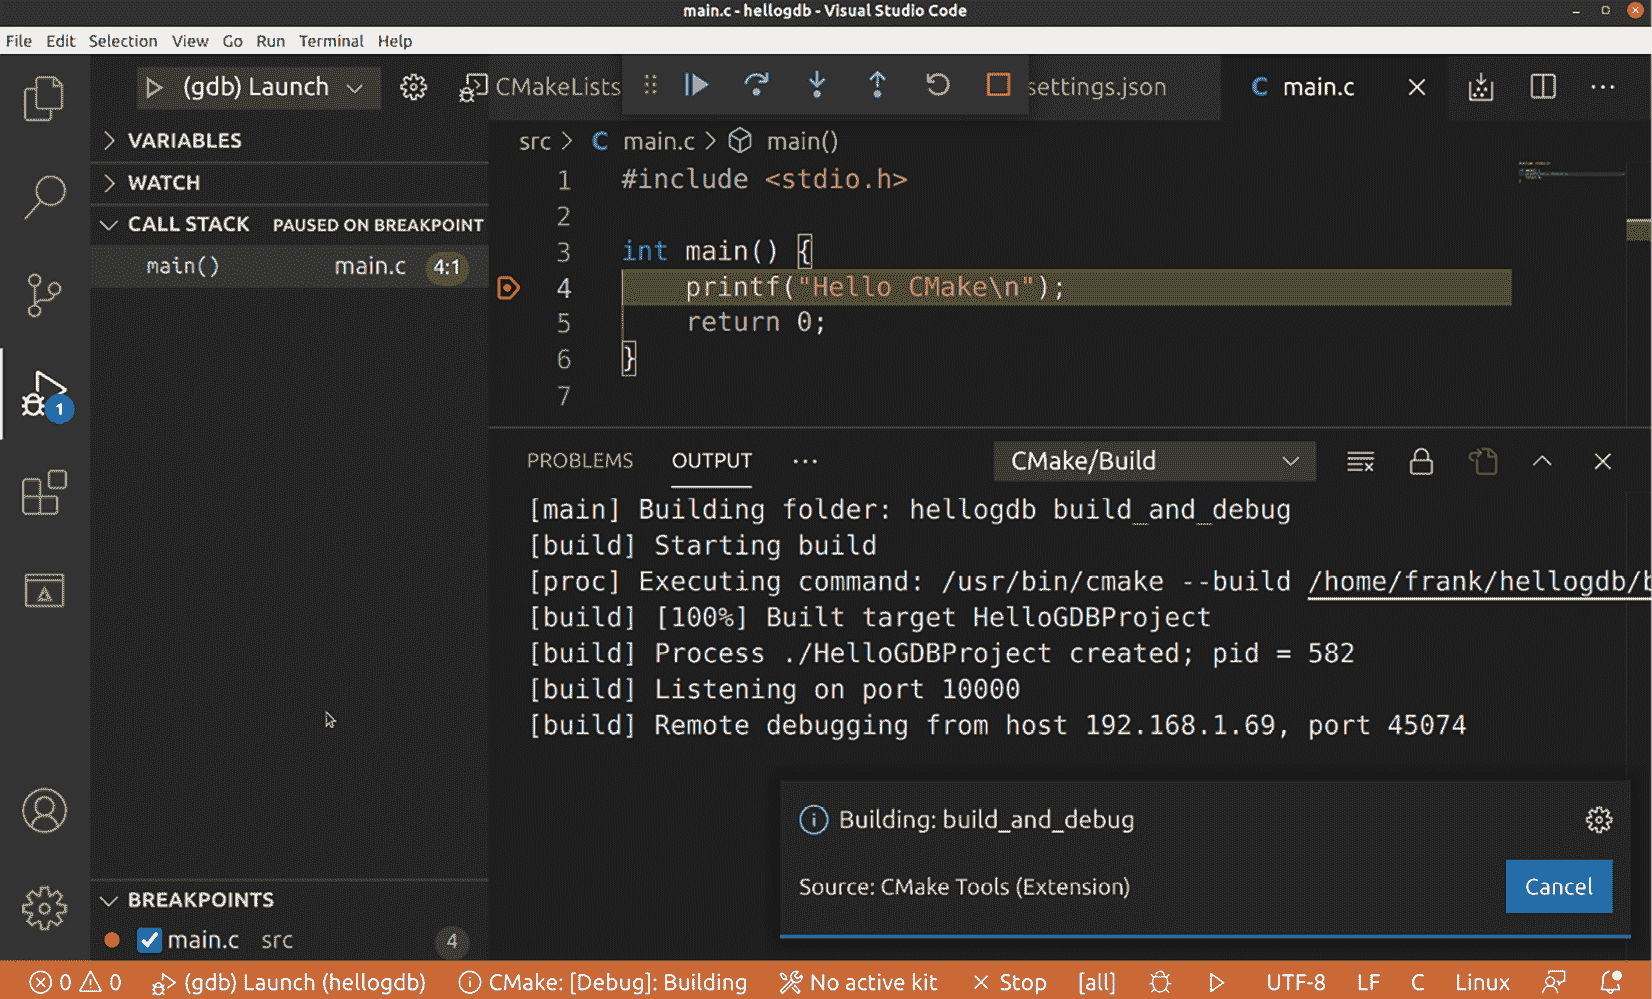 main.c - hellogdb - Visual Studio Code
File Edit Selection View Go Run Terminal Help
(gdb) Launch
CMakeLists
settings.json
C main.c
VARIABLES
WATCH
CALL STACK PAUSED ON BREAKPOINT
main() main.c 4:1
1
src > C main.c > main()
1 #include <stdio.h>
2
3 int main() {
4 printf("Hello CMake\n");
5 return 0;
6 }
7
PROBLEMS OUTPUT ··· CMake/Build
[main] Building folder: hellogdb build_and_debug
[build] Starting build
[proc] Executing command: /usr/bin/cmake --build /home/frank/hellogdb/b
[build] [100%] Built target HelloGDBProject
[build] Process ./HelloGDBProject created; pid = 582
[build] Listening on port 10000
[build] Remote debugging from host 192.168.1.69, port 45074
Building: build_and_debug
Source: CMake Tools (Extension)
Cancel
BREAKPOINTS
main.c src 4
0 0 (gdb) Launch (hellogdb) CMake: [Debug]: Building No active kit Stop [all] UTF-8 LF C Linux